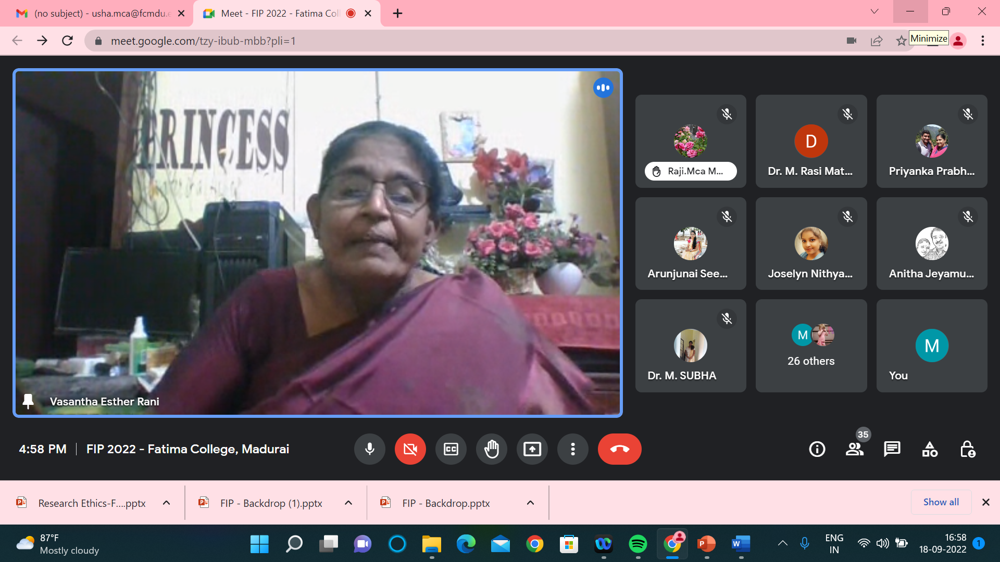 (no subject) - usha.mca@fcmdu.e
Meet - FIP 2022 - Fatima Col
meet.google.com/tzy-ibub-mbb?pli=1
Minimize
PRINCESS
Raji.Mca M...
D
Dr. M. Rasi Mat...
Priyanka Prabh...
Arunjunai See...
Joselyn Nithya...
Anitha Jeyamu...
Dr. M. SUBHA
M
26 others
M
You
Vasantha Esther Rani
4:58 PM | FIP 2022 - Fatima College, Madurai
CC
35
Research Ethics-F....pptx
FIP - Backdrop (1).pptx
FIP - Backdrop.pptx
Show all
87°F
Mostly cloudy
ENG
IN
16:58
18-09-2022
1